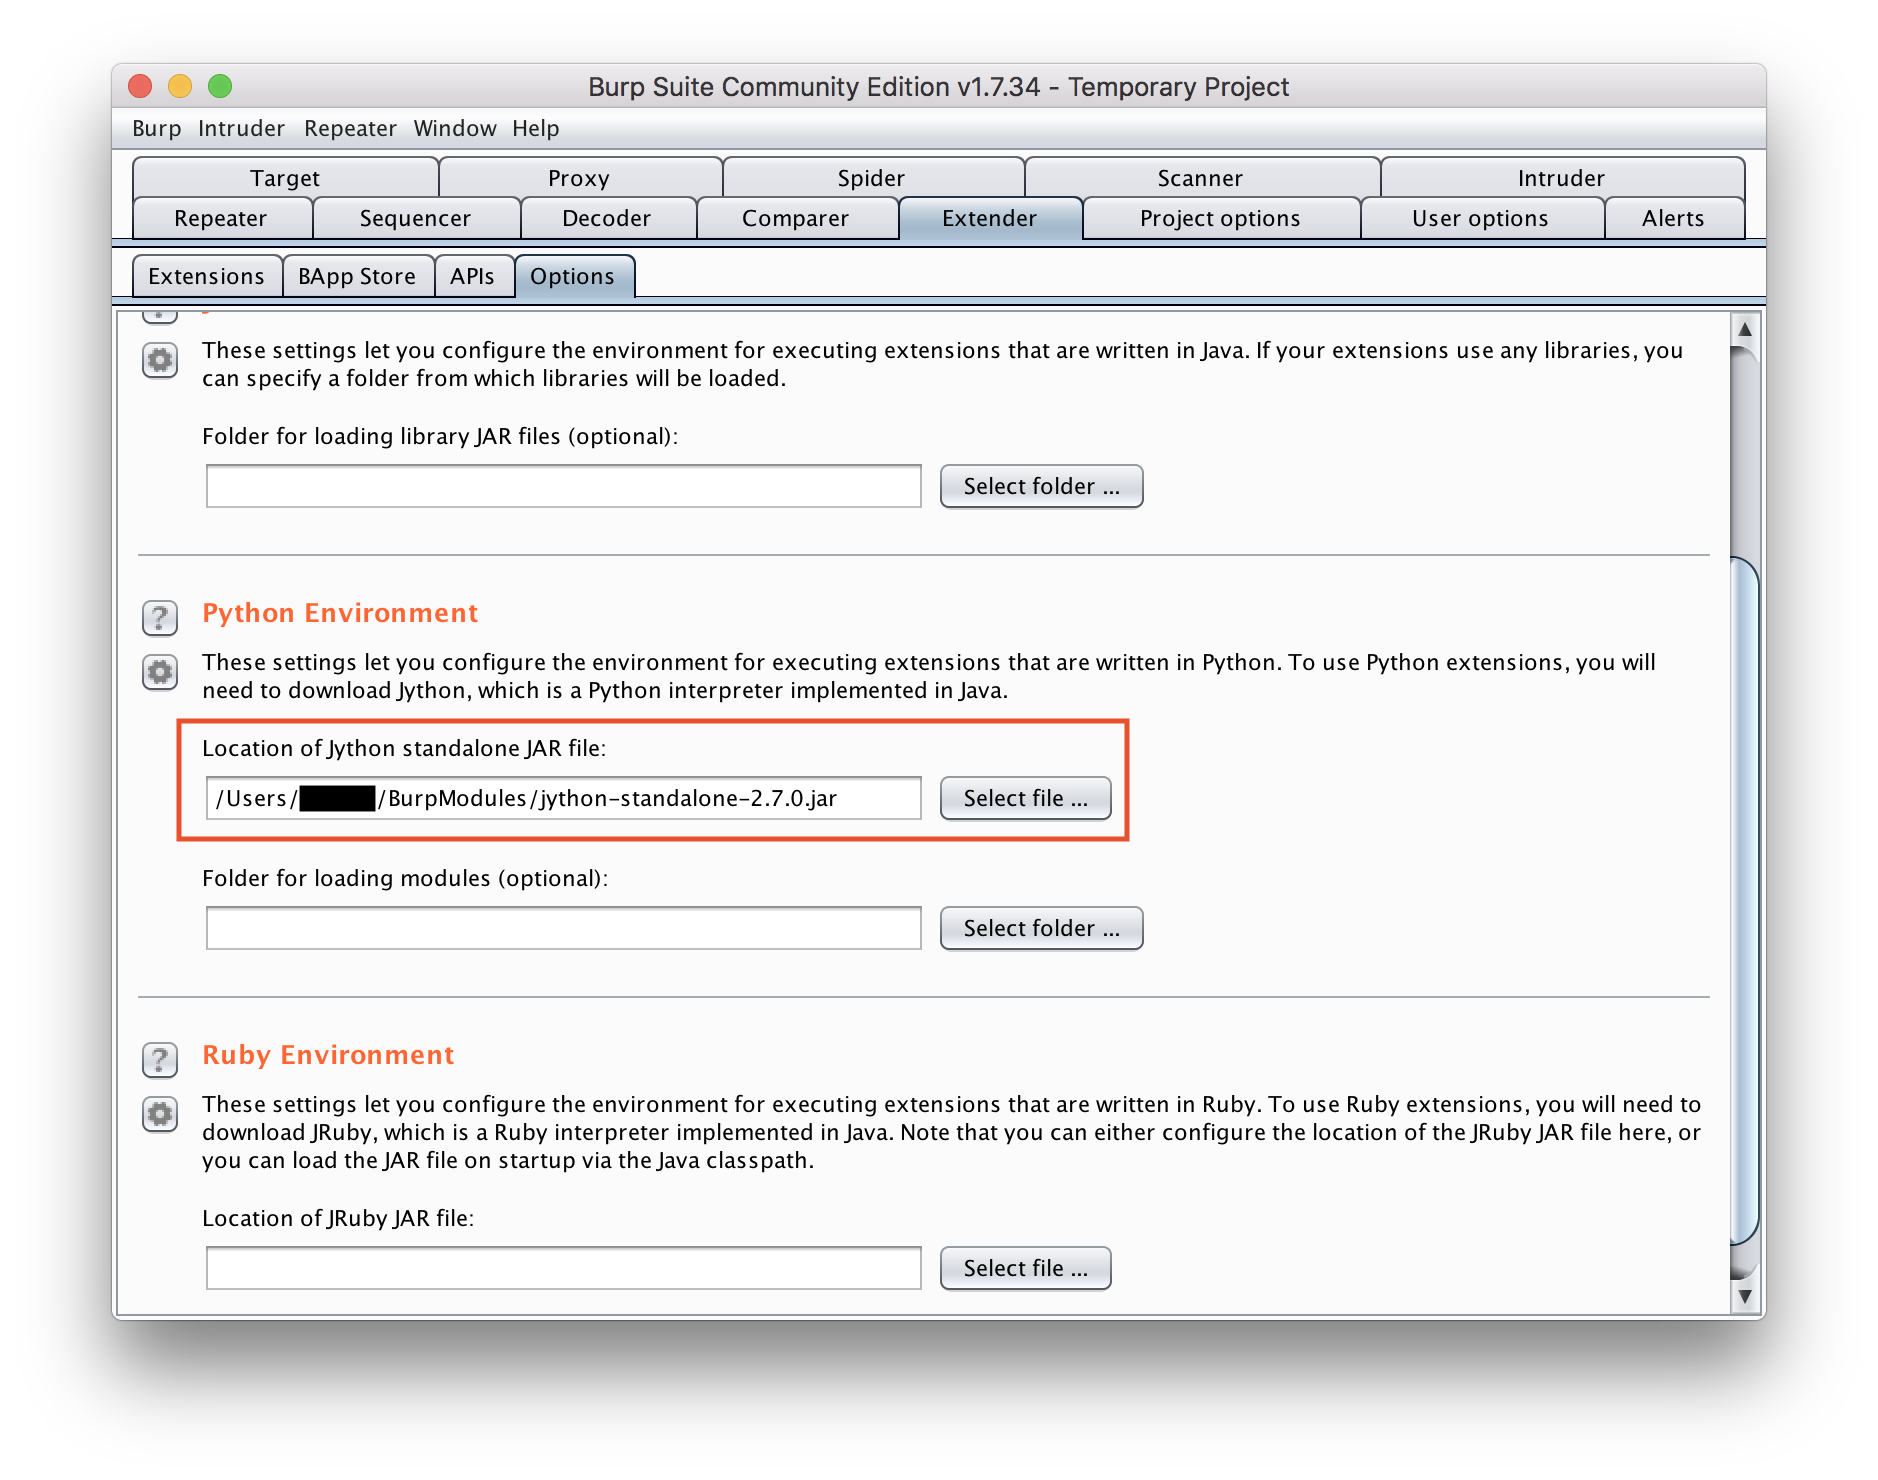 Burp Suite Community Edition v1.7.34 - Temporary Project
Burp Intruder Repeater Window Help
Target Proxy Spider Scanner Intruder
Repeater Sequencer Decoder Comparer Extender Project options User options Alerts
Extensions BApp Store APIs Options
These settings let you configure the environment for executing extensions that are written in Java. If your extensions use any libraries, you
can specify a folder from which libraries will be loaded.
Folder for loading library JAR files (optional):
Select folder ...
? Python Environment
These settings let you configure the environment for executing extensions that are written in Python. To use Python extensions, you will
need to download Jython, which is a Python interpreter implemented in Java.
Location of Jython standalone JAR file:
/Users/ /BurpModules/jython-standalone-2.7.0.jar Select file ...
Folder for loading modules (optional):
Select folder ...
? Ruby Environment
These settings let you configure the environment for executing extensions that are written in Ruby. To use Ruby extensions, you will need to
download JRuby, which is a Ruby interpreter implemented in Java. Note that you can either configure the location of the JRuby JAR file here, or
you can load the JAR file on startup via the Java classpath.
Location of JRuby JAR file:
Select file ...